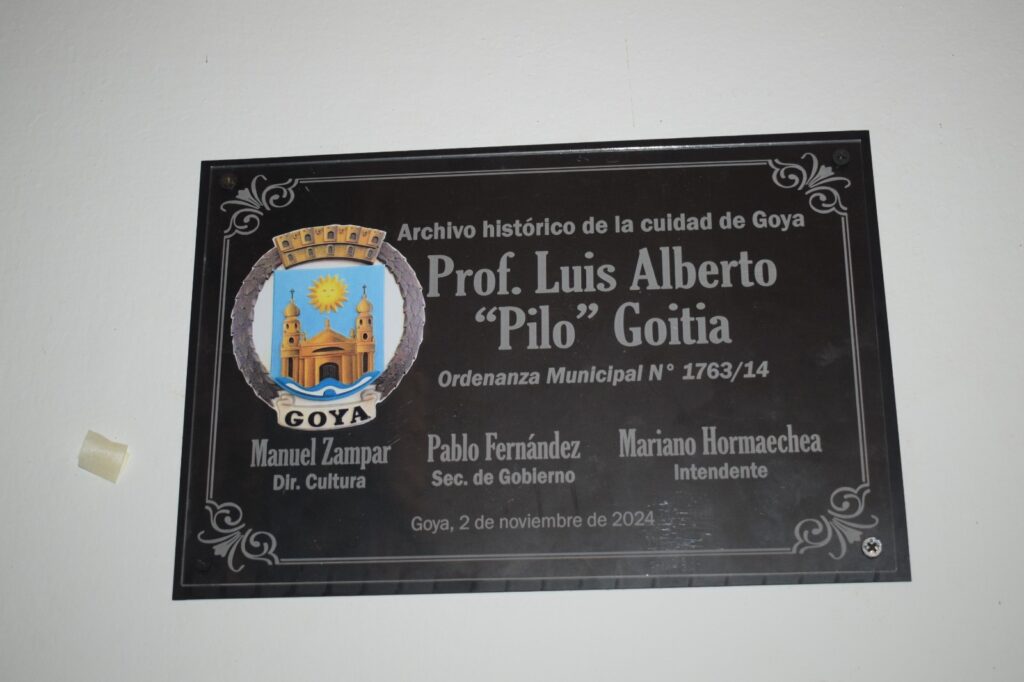 Archivo histórico de la cuidad de Goya
Prof. Luis Alberto
“Pilo” Goitia
Ordenanza Municipal N° 1763/14
GOYA
Manuel Zampar
Dir. Cultura
Pablo Fernández
Sec. de Gobierno
Mariano Hormaechea
Intendente
Goya, 2 de noviembre de 2024